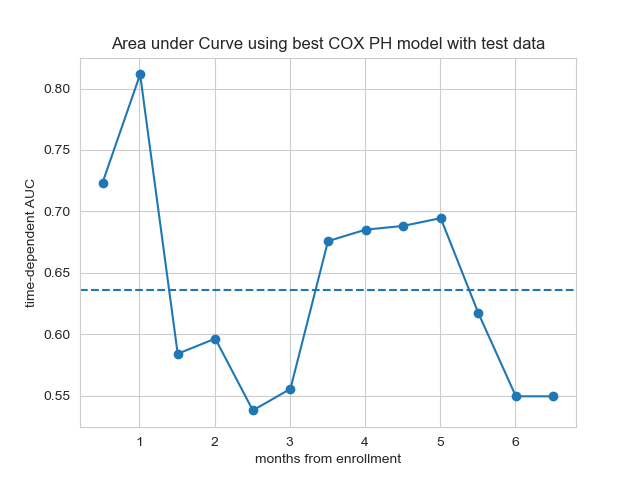 Area under Curve using best COX PH model with test data
time-dependent AUC
0.80
0.75
0.70
0.65
0.60
0.55
1 2 3 4 5 6
months from enrollment